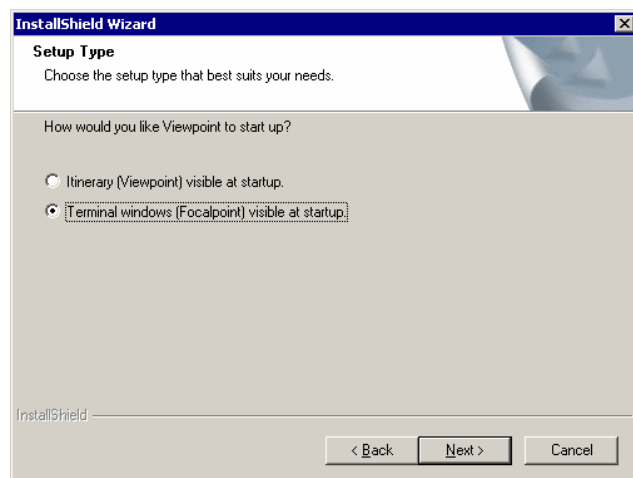 InstallShield Wizard
Setup Type
Choose the setup type that best suits your needs.
How would you like Viewpoint to start up?
Itinerary (Viewpoint) visible at startup.
Terminal windows (Focalpoint) visible at startup.
InstallShield
< Back Next > Cancel